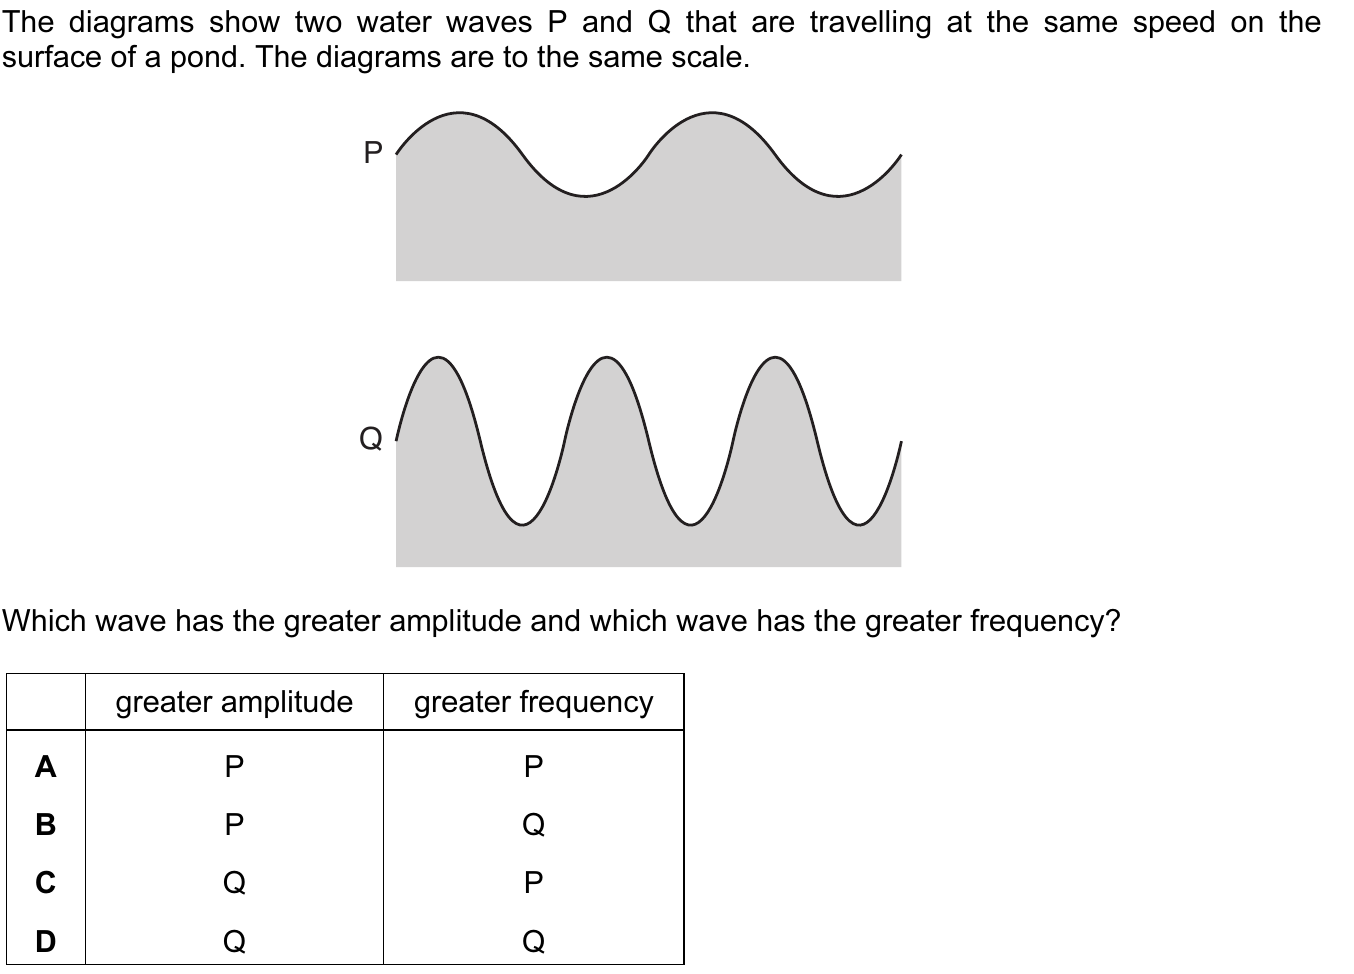 The diagrams show two water waves P and Q that are travelling at the same speed on the
surface of a pond. The diagrams are to the same scale.
P
Q
Which wave has the greater amplitude and which wave has the greater frequency?
greater amplitude greater frequency
A P P
B P Q
C Q P
D Q Q